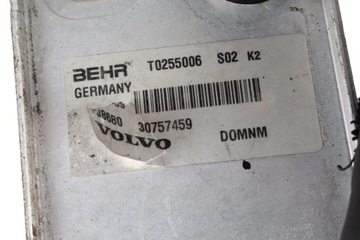 BEHR T0255006 S02 K2
GERMANY
8680 30757459
VOLVO DOMNM